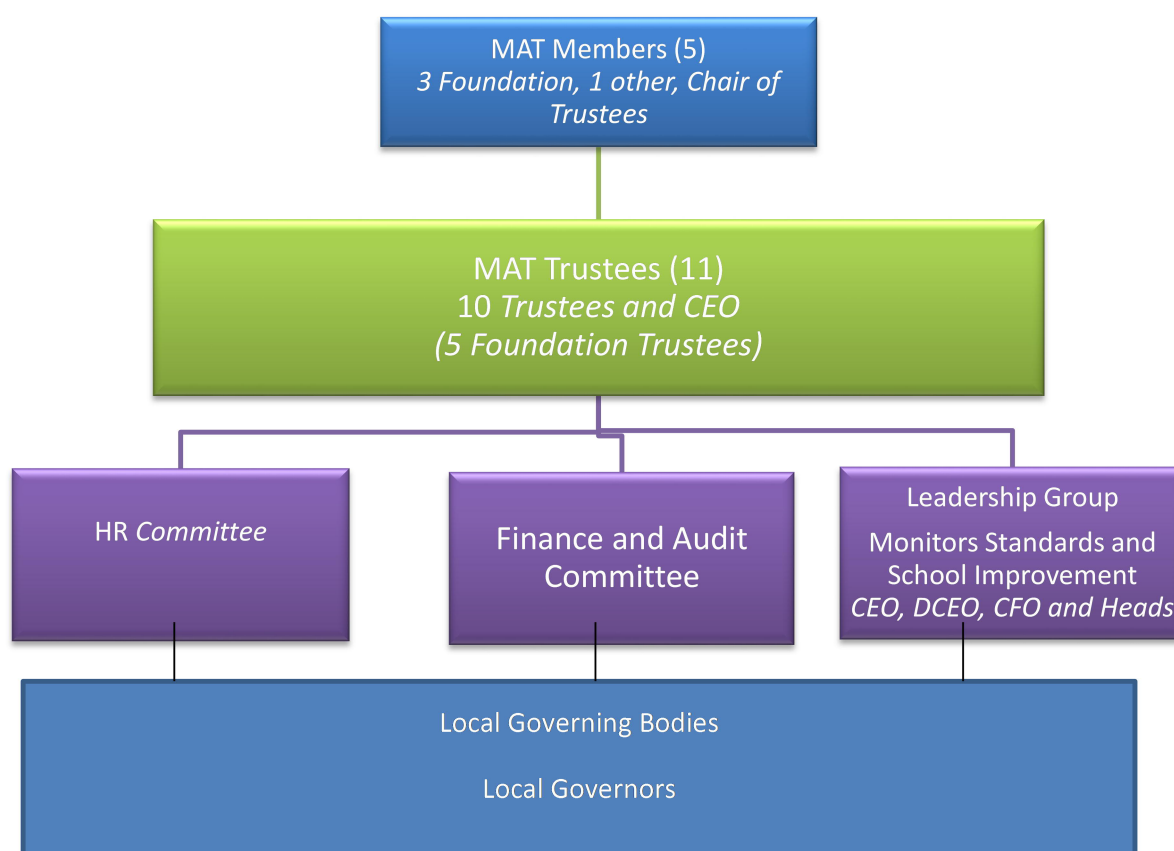 MAT Members (5)
3 Foundation, 1 other, Chair of
Trustees
MAT Trustees (11)
10 Trustees and CEO
(5 Foundation Trustees)
HR Committee
Finance and Audit
Committee
Leadership Group
Monitors Standards and
School Improvement
CEO, DCEO, CFO and Heads
Local Governing Bodies
Local Governors